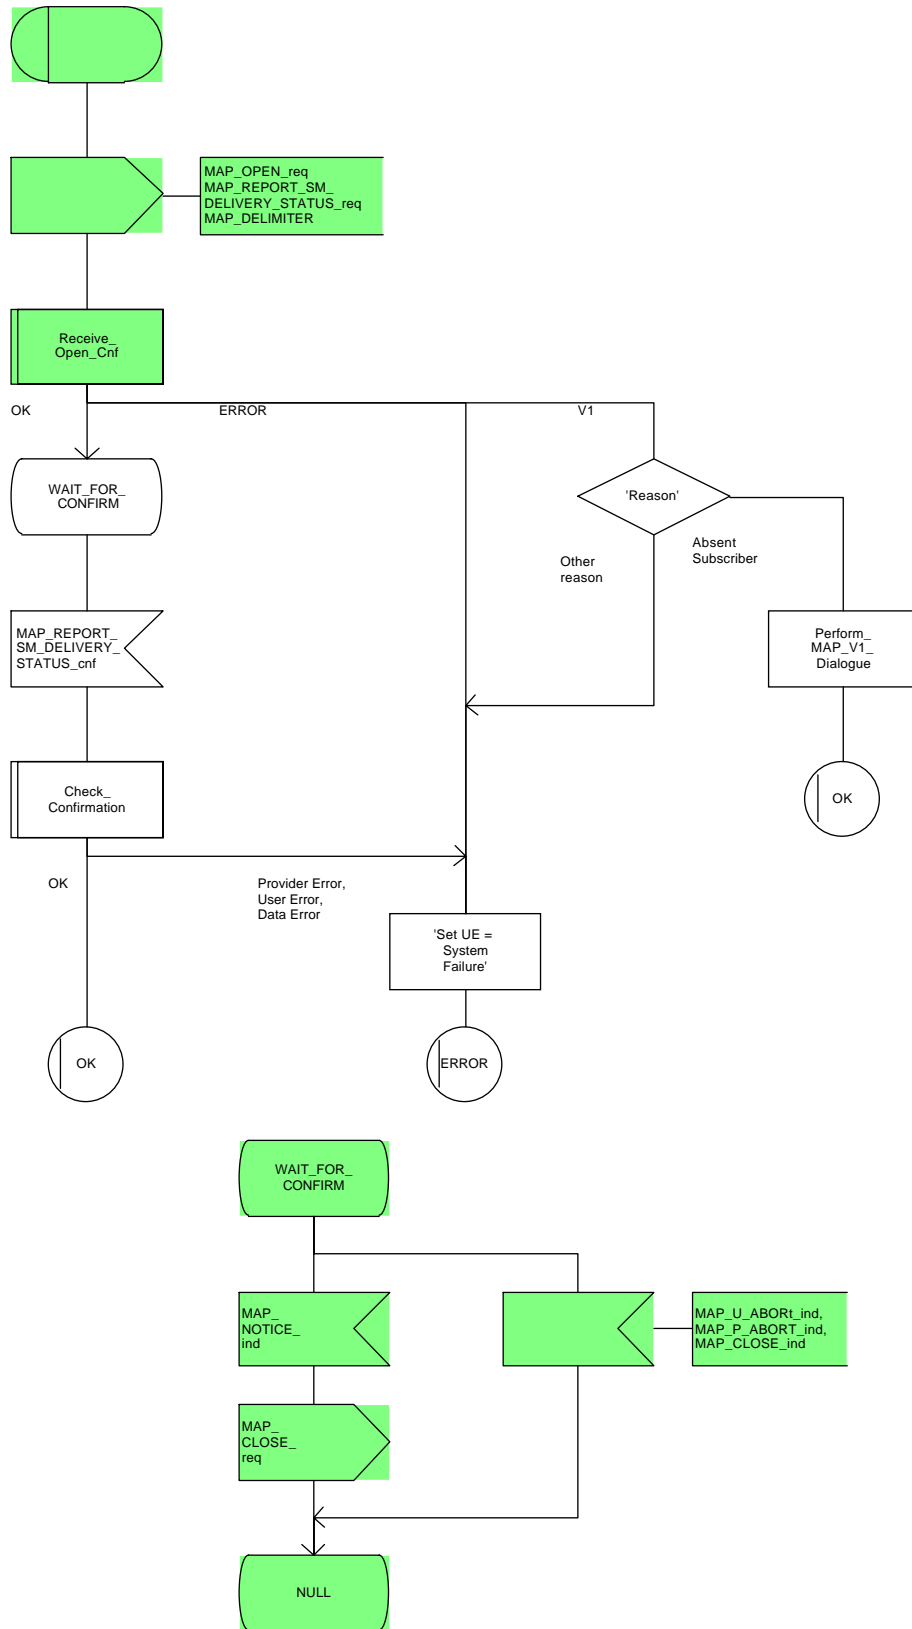 MAP_OPEN_req
MAP_REPORT_SM_
DELIVERY_STATUS_req
MAP_DELIMITER
Receive_
Open_Cnf
OK
ERROR
V1
WAIT_FOR_
CONFIRM
'Reason'
Absent
Subscriber
Other
reason
MAP_REPORT_
SM_DELIVERY_
STATUS_cnf
Perform_
MAP_V1_
Dialogue
Check_
Confirmation
OK
OK
Provider Error,
User Error,
Data Error
'Set UE =
System
Failure'
OK
ERROR
WAIT_FOR_
CONFIRM
MAP_
NOTICE_
ind
MAP_U_ABORt_ind,
MAP_P_ABORT_ind,
MAP_CLOSE_ind
MAP_
CLOSE_
req
NULL